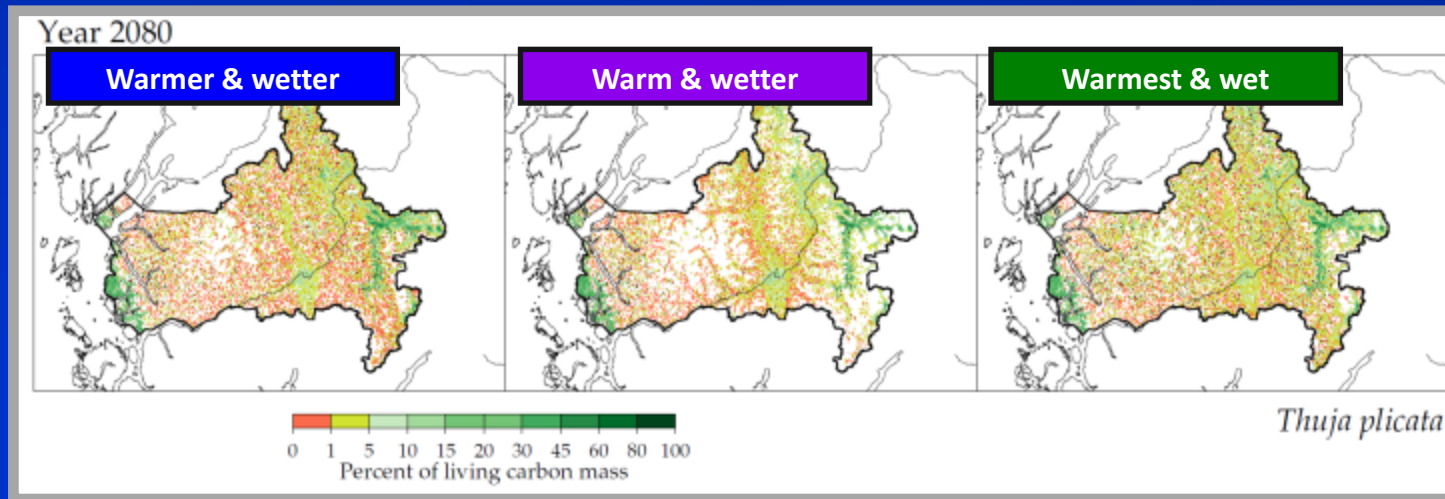 Year 2080
Warmer & wetter
Warm & wetter
Warmest & wet
0 1 5 10 15 20 30 45 60 80 100
Percent of living carbon mass
Thuja plicata